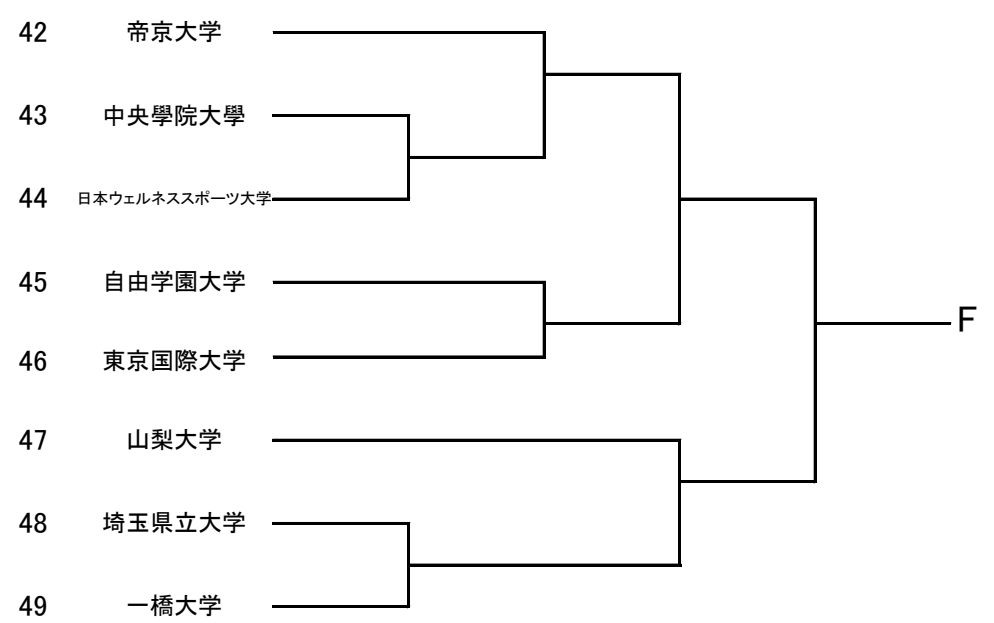 42 帝京大学
43 中央學院大學
44 日本ウェルネススポーツ大学
45 自由学園大学
46 東京国際大学
F
47 山梨大学
48 埼玉県立大学
49 一橋大学